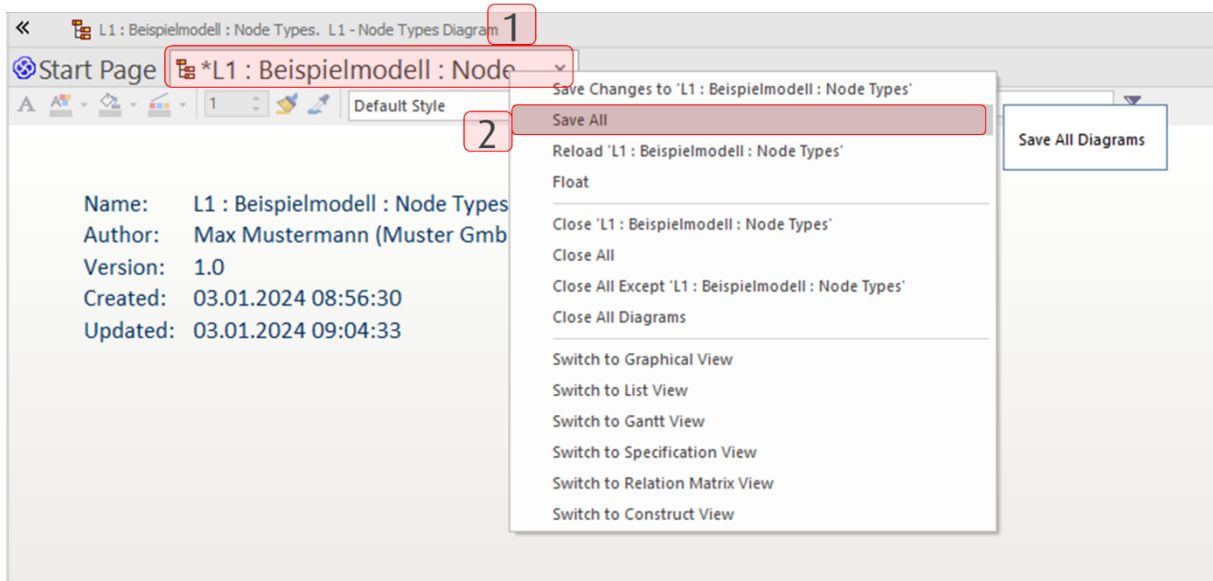 L1 : Beispielmodell : Node Types. L1 - Node Types Diagram
1
Start Page
*L1 : Beispielmodell : Node
1
Default Style
2
Save Changes to 'L1 : Beispielmodell : Node Types'
Save All
Reload 'L1 : Beispielmodell : Node Types'
Float
Close 'L1 : Beispielmodell : Node Types'
Close All
Close All Except 'L1 : Beispielmodell : Node Types'
Close All Diagrams
Switch to Graphical View
Switch to List View
Switch to Gantt View
Switch to Specification View
Switch to Relation Matrix View
Switch to Construct View
Save All Diagrams
Name: L1 : Beispielmodell : Node Types
Author: Max Mustermann (Muster Gmb
Version: 1.0
Created: 03.01.2024 08:56:30
Updated: 03.01.2024 09:04:33